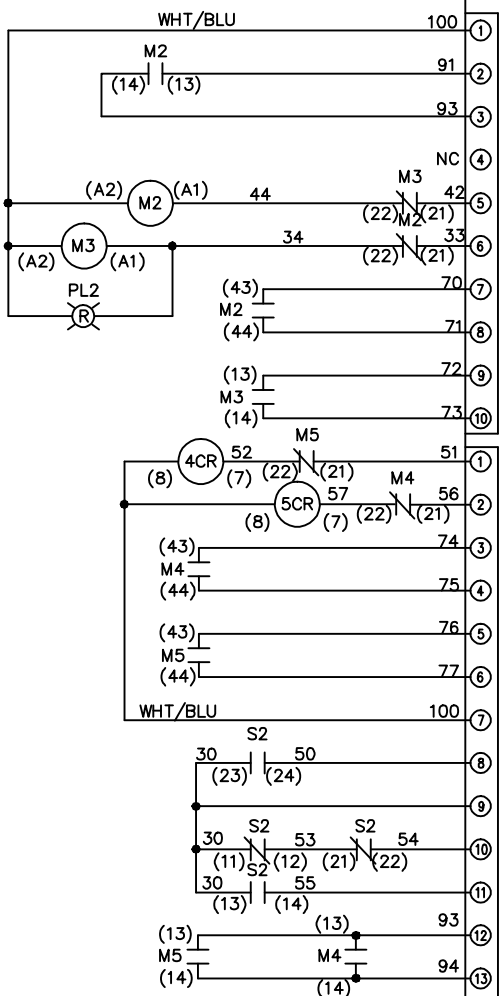 WHT/BLU 100 1
M2 91 2
(14) (13)
93 3
NC 4
(A2) M2 (A1) 44 M3 42 5
(22) (21)
M3 34 M2 33 6
(A2) (A1) (22) (21)
PL2
R
(43) 70 7
M2
(44) 71 8
(13) 72 9
M3
(14) 73 10
4CR 52 M5 51 1
(8) (7) (22) (21)
5CR 57 M4 56 2
(8) (7) (22) (21)
(43) 74 3
M4
(44) 75 4
(43) 76 5
M5
(44) 77 6
WHT/BLU 100 7
S2
30 50 8
(23) (24)
9
S2 S2
30 53 54 10
(11) (12) (21) (22)
S2
30 55 11
(13) (14)
(13) (13) 93 12
M5 M4
(14) (14) 94 13